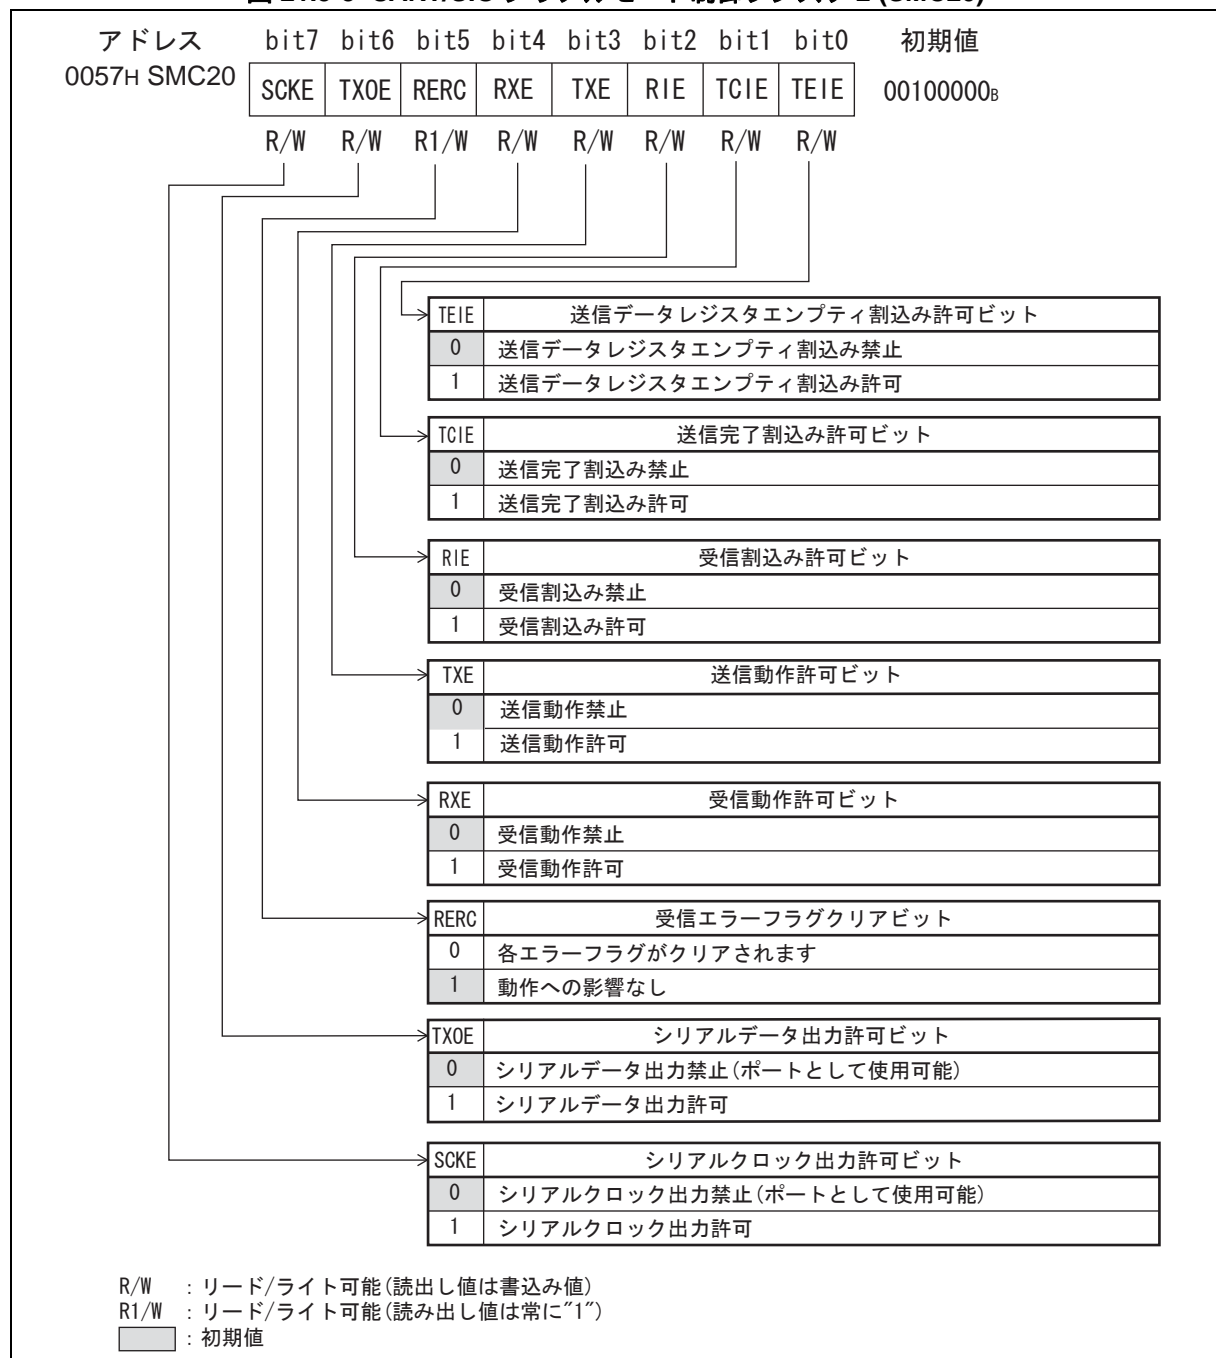 アドレス bit7 bit6 bit5 bit4 bit3 bit2 bit1 bit0 初期値
0057H SMC20 SCKE TXOE RERC RXE TXE RIE TCIE TEIE 00100000B
R/W R/W R1/W R/W R/W R/W R/W R/W
TEIE 送信データレジスタエンプティ割込み許可ビット
0 送信データレジスタエンプティ割込み禁止
1 送信データレジスタエンプティ割込み許可
TCIE 送信完了割込み許可ビット
0 送信完了割込み禁止
1 送信完了割込み許可
RIE 受信割込み許可ビット
0 受信割込み禁止
1 受信割込み許可
TXE 送信動作許可ビット
0 送信動作禁止
1 送信動作許可
RXE 受信動作許可ビット
0 受信動作禁止
1 受信動作許可
RERC 受信エラーフラグクリアビット
0 各エラーフラグがクリアされます
1 動作への影響なし
TXOE シリアルデータ出力許可ビット
0 シリアルデータ出力禁止(ポートとして使用可能)
1 シリアルデータ出力許可
SCKE シリアルクロック出力許可ビット
0 シリアルクロック出力禁止(ポートとして使用可能)
1 シリアルクロック出力許可
R/W : リード/ライト可能(読出し値は書込み値)
R1/W : リード/ライト可能(読み出し値は常に"1")
: 初期値